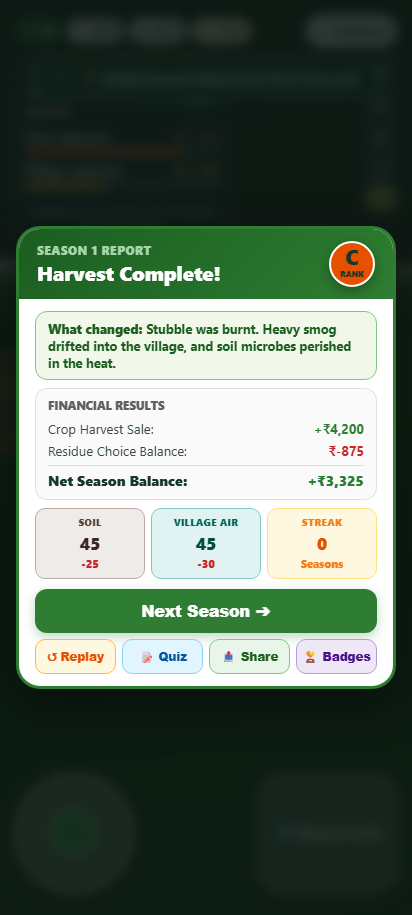 SEASON 1 REPORT
Harvest Complete!
C
RANK
What changed: Stubble was burnt. Heavy smog
drifted into the village, and soil microbes perished
in the heat.
FINANCIAL RESULTS
Crop Harvest Sale: +₹4,200
Residue Choice Balance: ₹-875
Net Season Balance: +₹3,325
SOIL
45
-25
VILLAGE AIR
45
-30
STREAK
0
Seasons
Next Season ➔
↺ Replay
Quiz
Share
Badges